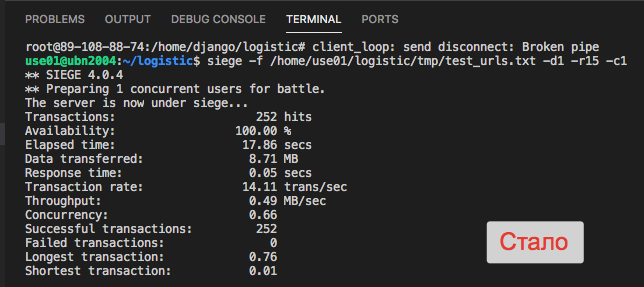 PROBLEMS OUTPUT DEBUG CONSOLE TERMINAL PORTS
root@89-108-88-74:/home/django/logistic# client_loop: send disconnect: Broken pipe
use01@ubn2004:~/logistic$ siege -f /home/use01/logistic/tmp/test_urls.txt -d1 -r15 -c1
** SIEGE 4.0.4
** Preparing 1 concurrent users for battle.
The server is now under siege...
Transactions: 252 hits
Availability: 100.00 %
Elapsed time: 17.86 secs
Data transferred: 8.71 MB
Response time: 0.05 secs
Transaction rate: 14.11 trans/sec
Throughput: 0.49 MB/sec
Concurrency: 0.66
Successful transactions: 252
Failed transactions: 0
Longest transaction: 0.76
Shortest transaction: 0.01
Стало